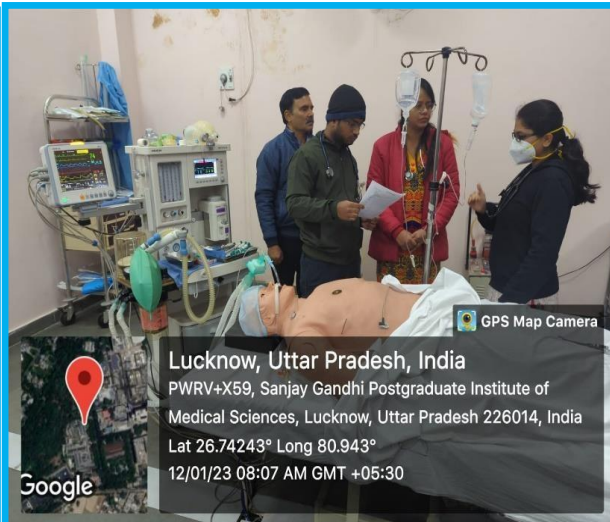 GPS Map Camera
Lucknow, Uttar Pradesh, India
PWRV+X59, Sanjay Gandhi Postgraduate Institute of
Medical Sciences, Lucknow, Uttar Pradesh 226014, India
Lat 26.74243° Long 80.943°
12/01/23 08:07 AM GMT +05:30
Google